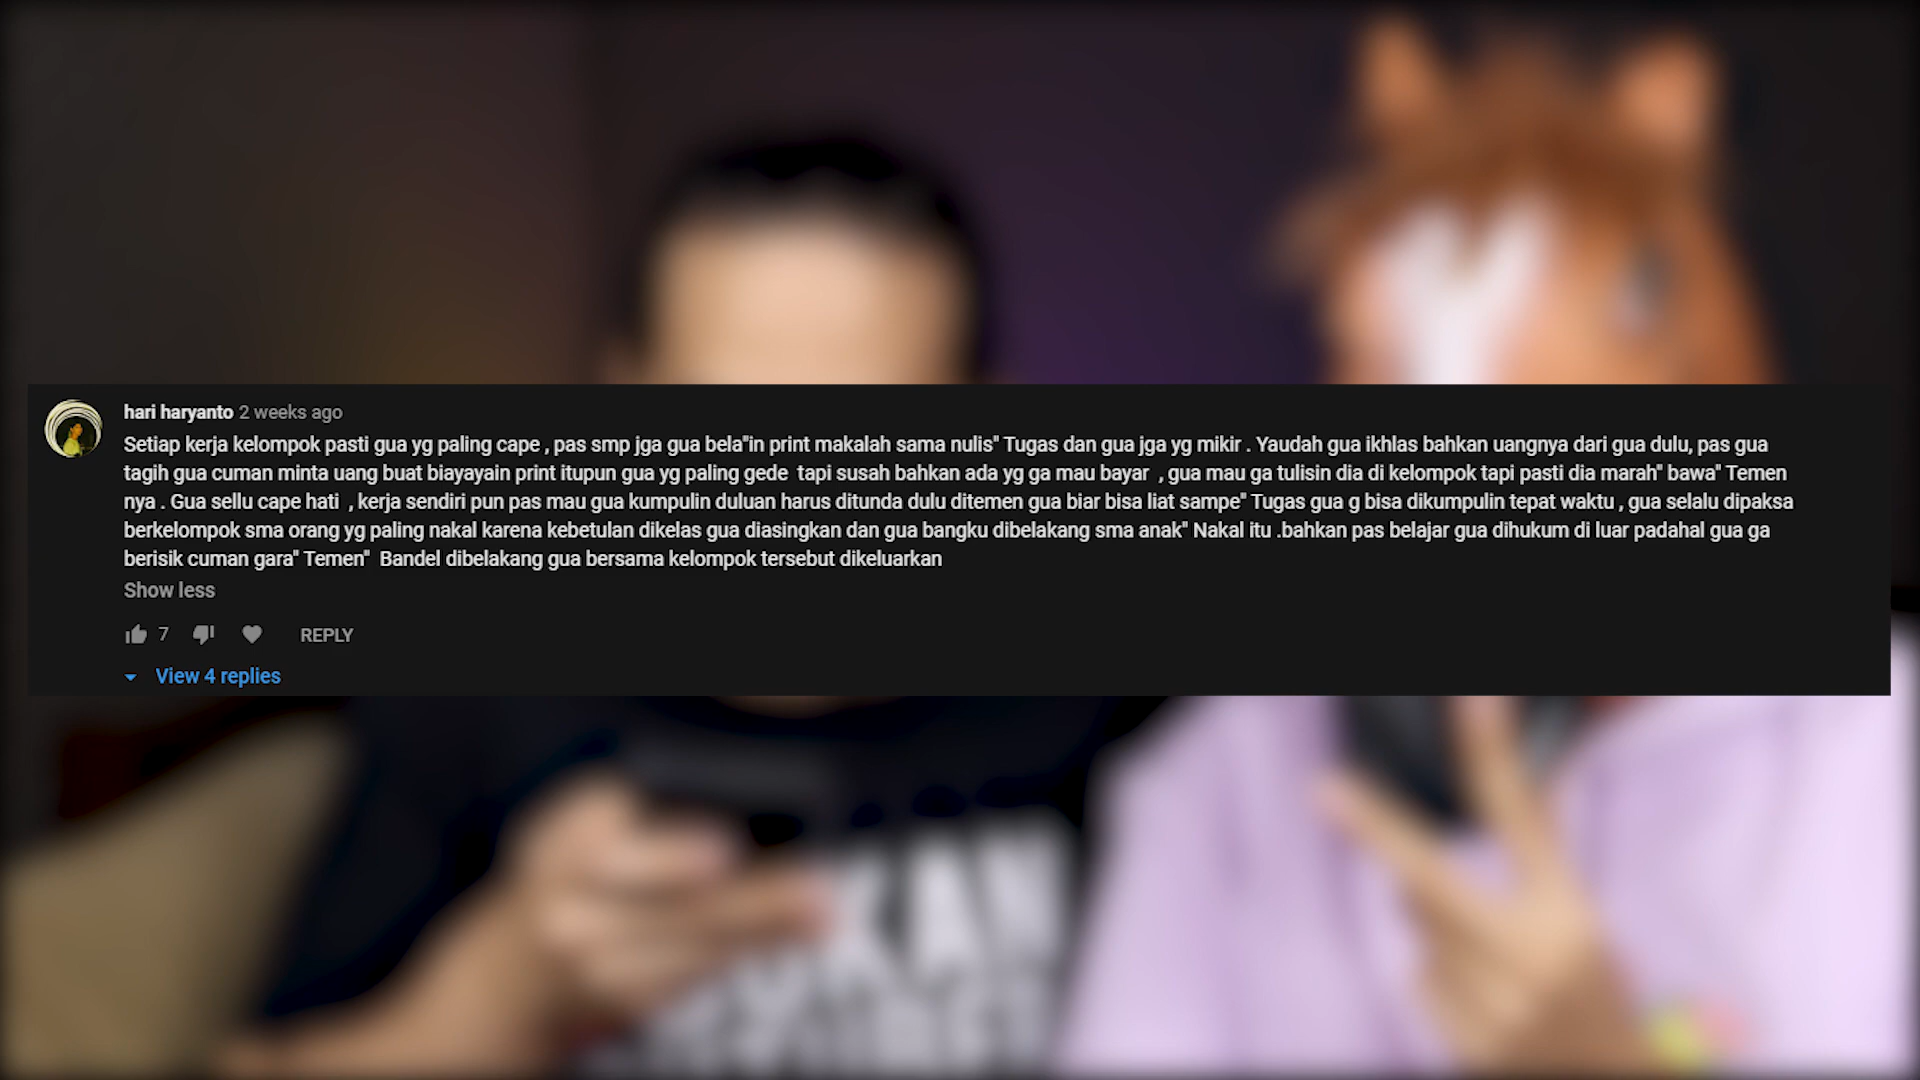 hari haryanto 2 weeks ago
Setiap kerja kelompok pasti gua yg paling cape , pas smp jga gua bela"in print makalah sama nulis" Tugas dan gua jga yg mikir . Yaudah gua ikhlas bahkan uangnya dari gua dulu, pas gua
tagih gua cuman minta uang buat biayayain print itupun gua yg paling gede  tapi susah bahkan ada yg ga mau bayar  , gua mau ga tulisin dia di kelompok tapi pasti dia marah" bawa" Temen
nya . Gua sellu cape hati  , kerja sendiri pun pas mau gua kumpulin duluan harus ditunda dulu ditemen gua biar bisa liat sampe" Tugas gua g bisa dikumpulin tepat waktu , gua selalu dipaksa
berkelompok sma orang yg paling nakal karena kebetulan dikelas gua diasingkan dan gua bangku dibelakang sma anak" Nakal itu .bahkan pas belajar gua dihukum di luar padahal gua ga
berisik cuman gara" Temen"  Bandel dibelakang gua bersama kelompok tersebut dikeluarkan
Show less
7 REPLY
View 4 replies